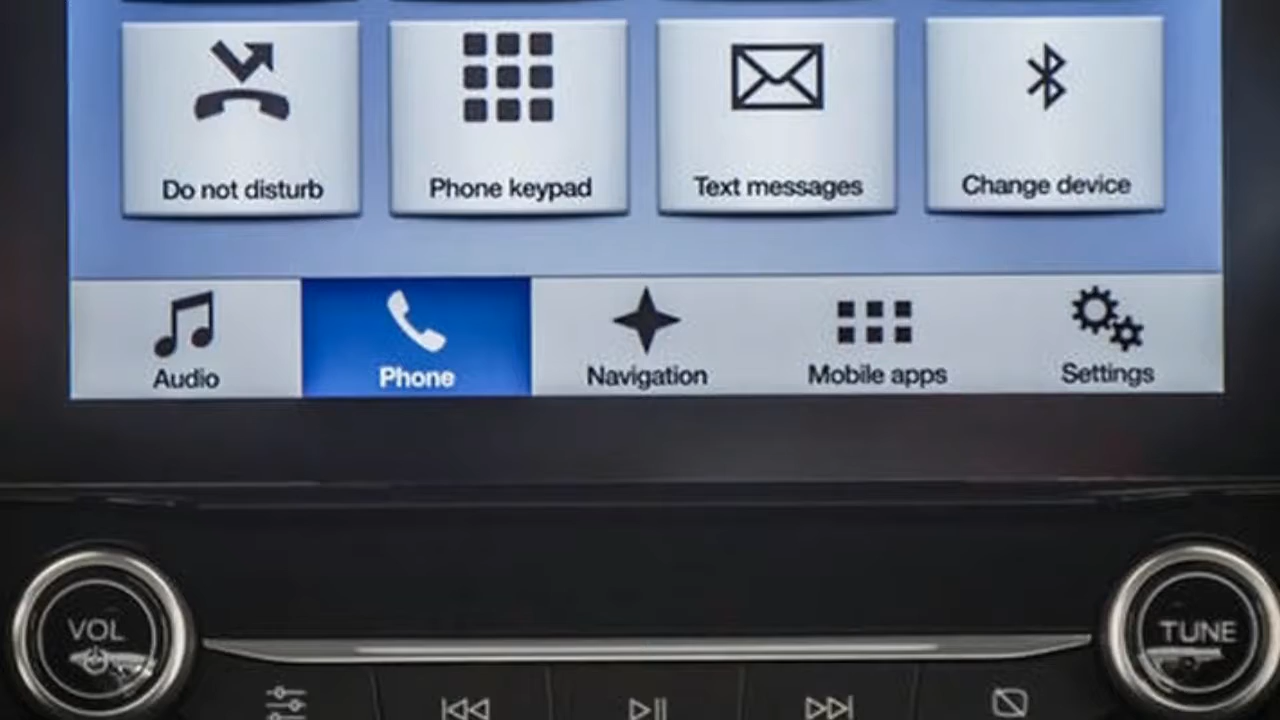 Do not disturb
Phone keypad
Text messages
Change device
Audio
Phone
Navigation
Mobile apps
Settings
VOL
TUNE